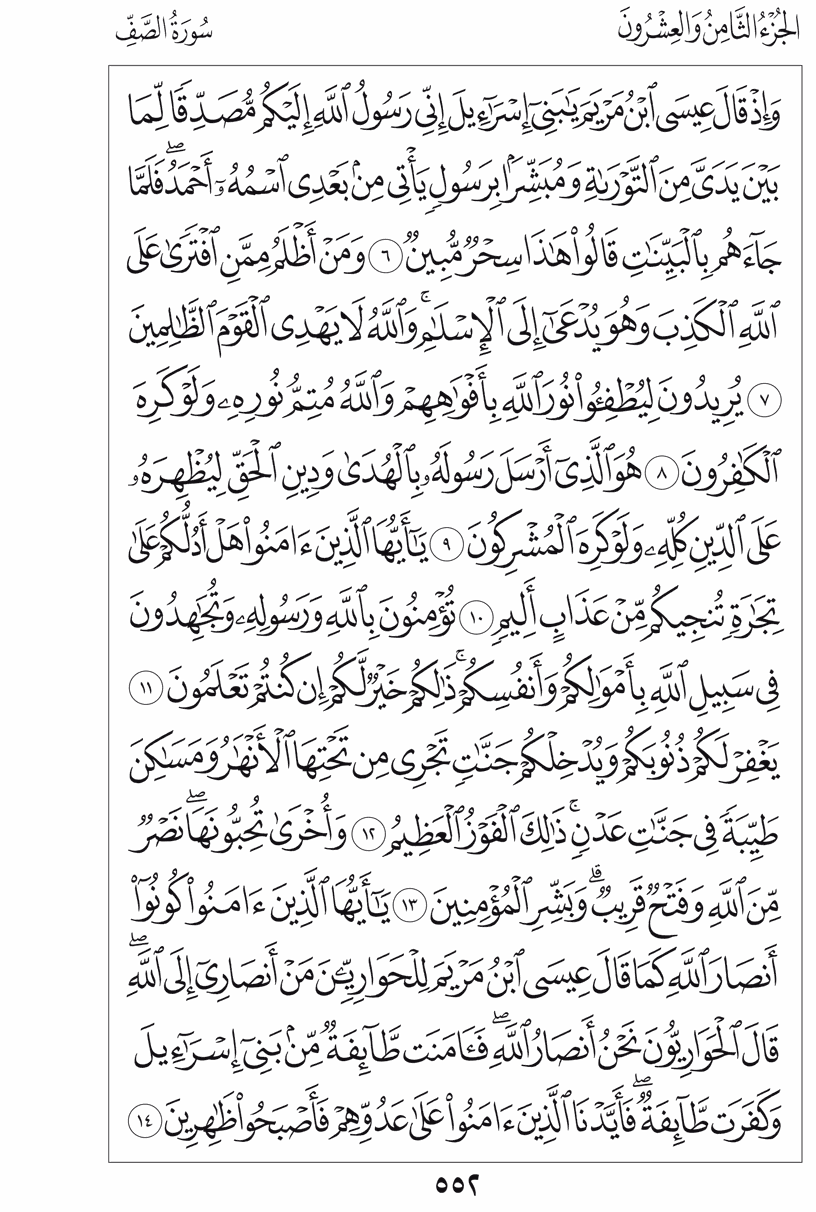 الجُزْءُ الثَّامِنُ وَالعِشْرُونَ
سُورَةُ الصَّفِّ
وَإِذْ قَالَ عِيسَى ٱبْنُ مَرْيَمَ يَٰبَنِىٓ إِسْرَٰٓءِيلَ إِنِّى رَسُولُ ٱللَّهِ إِلَيْكُم مُّصَدِّقًا لِّمَا
بَيْنَ يَدَىَّ مِنَ ٱلتَّوْرَىٰةِ وَمُبَشِّرًۢا بِرَسُولٍ يَأْتِى مِنۢ بَعْدِى ٱسْمُهُۥٓ أَحْمَدُ ۖ فَلَمَّا
جَآءَهُم بِٱلْبَيِّنَٰتِ قَالُوا۟ هَٰذَا سِحْرٌ مُّبِينٌ ٦ وَمَنْ أَظْلَمُ مِمَّنِ ٱفْتَرَىٰ عَلَى
ٱللَّهِ ٱلْكَذِبَ وَهُوَ يُدْعَىٰٓ إِلَى ٱلْإِسْلَٰمِ ۚ وَٱللَّهُ لَا يَهْدِى ٱلْقَوْمَ ٱلظَّٰلِمِينَ
٧ يُرِيدُونَ لِيُطْفِـُٔوا۟ نُورَ ٱللَّهِ بِأَفْوَٰهِهِمْ وَٱللَّهُ مُتِمُّ نُورِهِۦ وَلَوْ كَرِهَ
ٱلْكَٰفِرُونَ ٨ هُوَ ٱلَّذِىٓ أَرْسَلَ رَسُولَهُۥ بِٱلْهُدَىٰ وَدِينِ ٱلْحَقِّ لِيُظْهِرَهُۥ
عَلَى ٱلدِّينِ كُلِّهِۦ وَلَوْ كَرِهَ ٱلْمُشْرِكُونَ ٩ يَٰٓأَيُّهَا ٱلَّذِينَ ءَامَنُوا۟ هَلْ أَدُلُّكُمْ عَلَىٰ
تِجَٰرَةٍ تُنجِيكُم مِّنْ عَذَابٍ أَلِيمٍ ١٠ تُؤْمِنُونَ بِٱللَّهِ وَرَسُولِهِۦ وَتُجَٰهِدُونَ
فِى سَبِيلِ ٱللَّهِ بِأَمْوَٰلِكُمْ وَأَنفُسِكُمْ ۚ ذَٰلِكُمْ خَيْرٌ لَّكُمْ إِن كُنتُمْ تَعْلَمُونَ ١١
يَغْفِرْ لَكُمْ ذُنُوبَكُمْ وَيُدْخِلْكُمْ جَنَّٰتٍ تَجْرِى مِن تَحْتِهَا ٱلْأَنْهَٰرُ وَمَسَٰكِنَ
طَيِّبَةً فِى جَنَّٰتِ عَدْنٍ ۚ ذَٰلِكَ ٱلْفَوْزُ ٱلْعَظِيمُ ١٢ وَأُخْرَىٰ تُحِبُّونَهَا ۖ نَصْرٌ
مِّنَ ٱللَّهِ وَفَتْحٌ قَرِيبٌ ۗ وَبَشِّرِ ٱلْمُؤْمِنِينَ ١٣ يَٰٓأَيُّهَا ٱلَّذِينَ ءَامَنُوا۟ كُونُوٓا۟
أَنصَارَ ٱللَّهِ كَمَا قَالَ عِيسَى ٱبْنُ مَرْيَمَ لِلْحَوَارِيِّـۧنَ مَنْ أَنصَارِىٓ إِلَى ٱللَّهِ ۖ
قَالَ ٱلْحَوَارِيُّونَ نَحْنُ أَنصَارُ ٱللَّهِ ۖ فَـَٔامَنَت طَّآئِفَةٌ مِّنۢ بَنِىٓ إِسْرَٰٓءِيلَ
وَكَفَرَت طَّآئِفَةٌ ۖ فَأَيَّدْنَا ٱلَّذِينَ ءَامَنُوا۟ عَلَىٰ عَدُوِّهِمْ فَأَصْبَحُوا۟ ظَٰهِرِينَ ١٤
٥٥٢